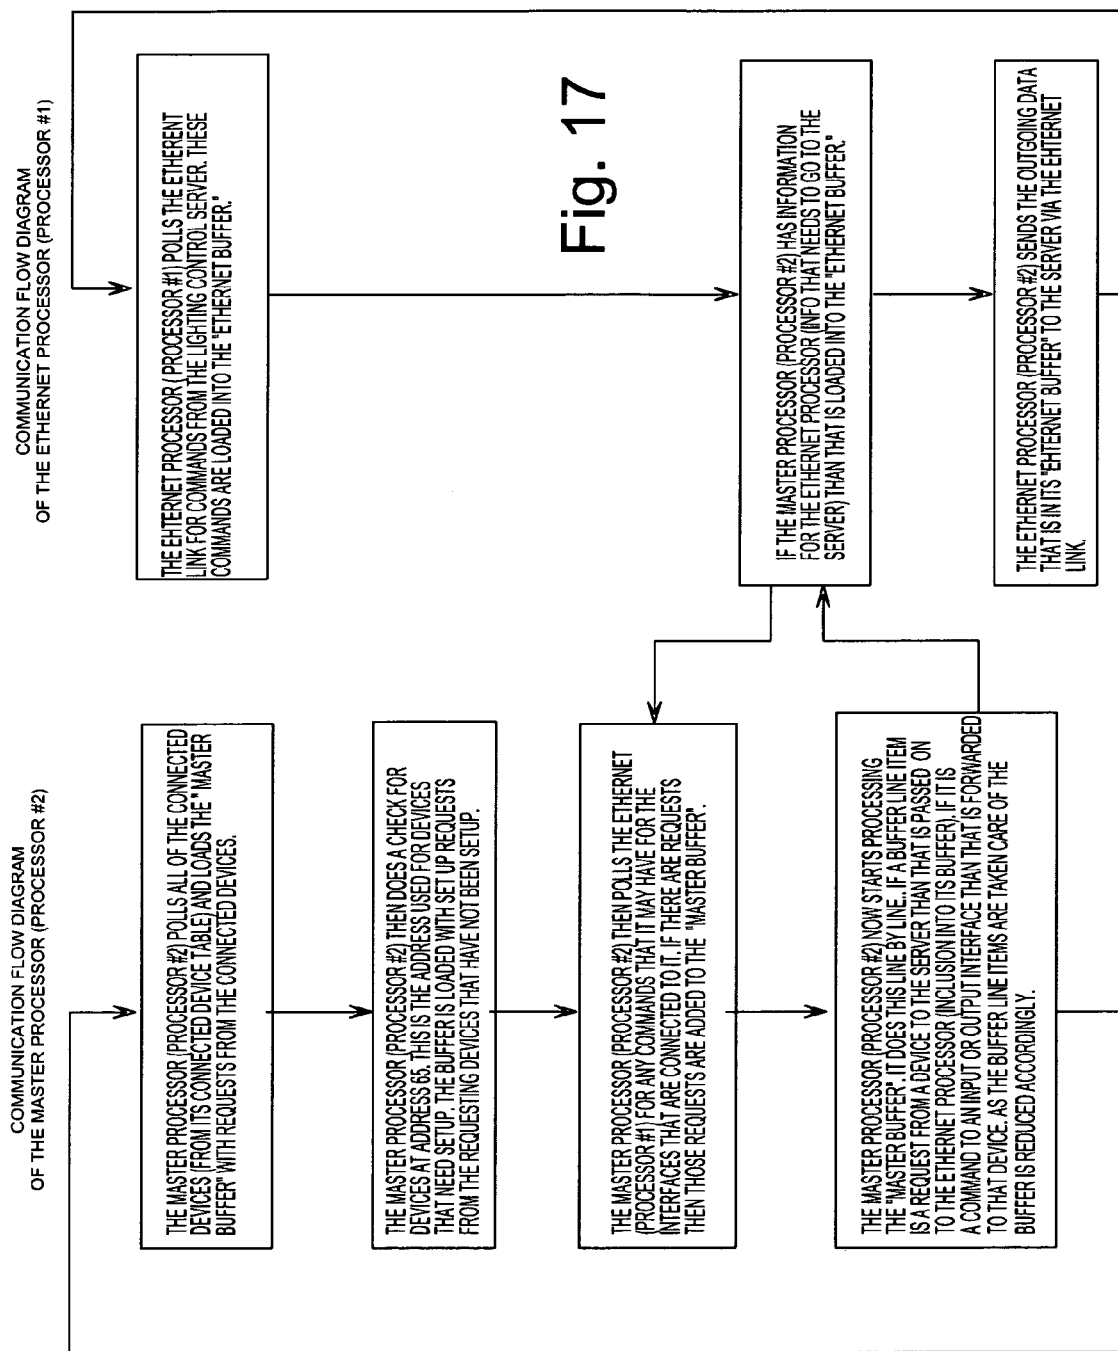 COMMUNICATION FLOW DIAGRAM
OF THE MASTER PROCESSOR (PROCESSOR #2)
THE MASTER PROCESSOR (PROCESSOR #2) POLLS ALL OF THE CONNECTED
DEVICES (FROM ITS CONNECTED DEVICE TABLE) AND LOADS THE "MASTER
BUFFER" WITH REQUESTS FROM THE CONNECTED DEVICES.
THE MASTER PROCESSOR (PROCESSOR #2) THEN DOES A CHECK FOR
DEVICES AT ADDRESS 65. THIS IS THE ADDRESS USED FOR DEVICES
THAT NEED SETUP. THE BUFFER IS LOADED WITH SET UP REQUESTS
FROM THE REQUESTING DEVICES THAT HAVE NOT BEEN SETUP.
THE MASTER PROCESSOR (PROCESSOR #2) THEN POLLS THE ETHERNET
(PROCESSOR #1) FOR ANY COMMANDS THAT IT MAY HAVE FOR THE
INTERFACES THAT ARE CONNECTED TO IT. IF THERE ARE REQUESTS
THEN THOSE REQUESTS ARE ADDED TO THE "MASTER BUFFER".
THE MASTER PROCESSOR (PROCESSOR #2) NOW STARTS PROCESSING
THE "MASTER BUFFER". IT DOES THIS LINE BY LINE. IF A BUFFER LINE ITEM
IS A REQUEST FROM A DEVICE TO THE SERVER THAN THAT IS PASSED ON
TO THE ETHERNET PROCESSOR (INCLUSION INTO ITS BUFFER). IF IT IS
A COMMAND TO AN INPUT OR OUTPUT INTERFACE THAN THAT IS FORWARDED
TO THAT DEVICE. AS THE BUFFER LINE ITEMS ARE TAKEN CARE OF THE
BUFFER IS REDUCED ACCORDINGLY.
COMMUNICATION FLOW DIAGRAM
OF THE ETHERNET PROCESSOR (PROCESSOR #1)
THE EHTERNET PROCESSOR ( PROCESSOR #1) POLLS THE ETHERENT
LINK FOR COMMANDS FROM THE LIGHTING CONTROL SERVER. THESE
COMMANDS ARE LOADED INTO THE "ETHERNET BUFFER."
IF THE MASTER PROCESSOR (PROCESSOR #2) HAS INFORMATION
FOR THE ETHERNET PROCESSOR (INFO THAT NEEDS TO GO TO THE
SERVER) THAN THAT IS LOADED INTO THE "ETHERNET BUFFER."
THE ETHERNET PROCESSOR (PROCESSOR #2) SENDS THE OUTGOING DATA
THAT IS IN ITS "EHTERNET BUFFER" TO THE SERVER VIA THE EHTERNET
LINK.
Fig. 17